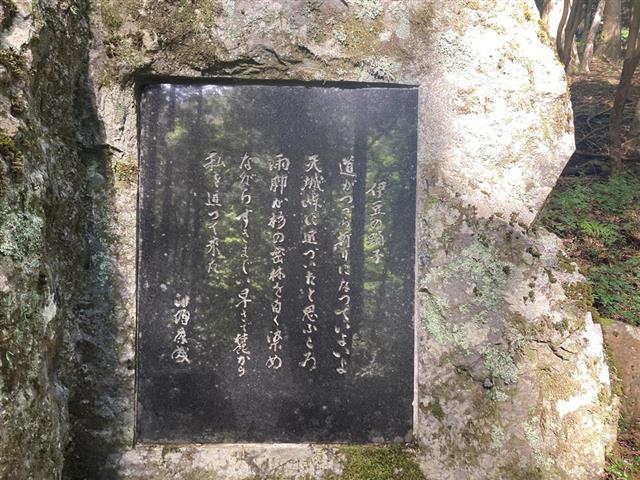 伊豆の踊子
道がつづら折りになつていよいよ
天城峠に近づいたと思ふころ
雨脚が杉の密林を白く染め
ながらすさまじい早さで麓から
私を追つて来た
川端康成